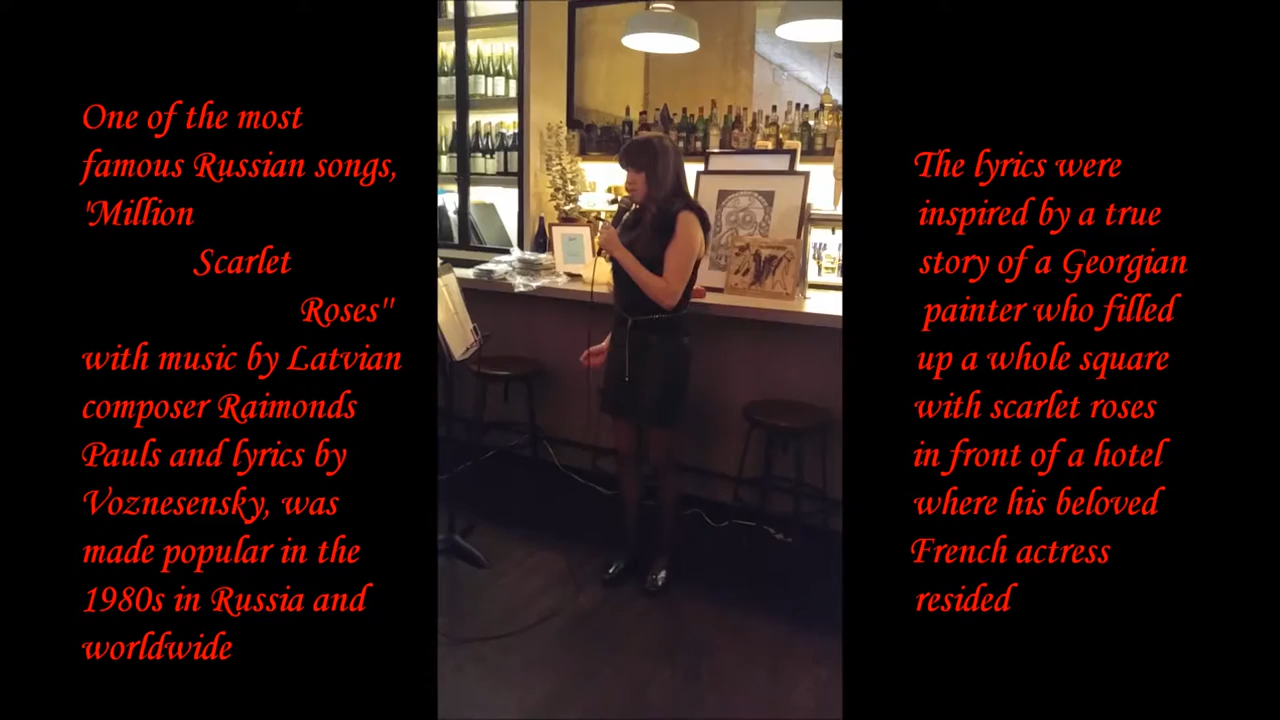 One of the most
famous Russian songs,
'Million
Scarlet
Roses"
with music by Latvian
composer Raimonds
Pauls and lyrics by
Voznesensky, was
made popular in the
1980s in Russia and
worldwide
The lyrics were
inspired by a true
story of a Georgian
painter who filled
up a whole square
with scarlet roses
in front of a hotel
where his beloved
French actress
resided